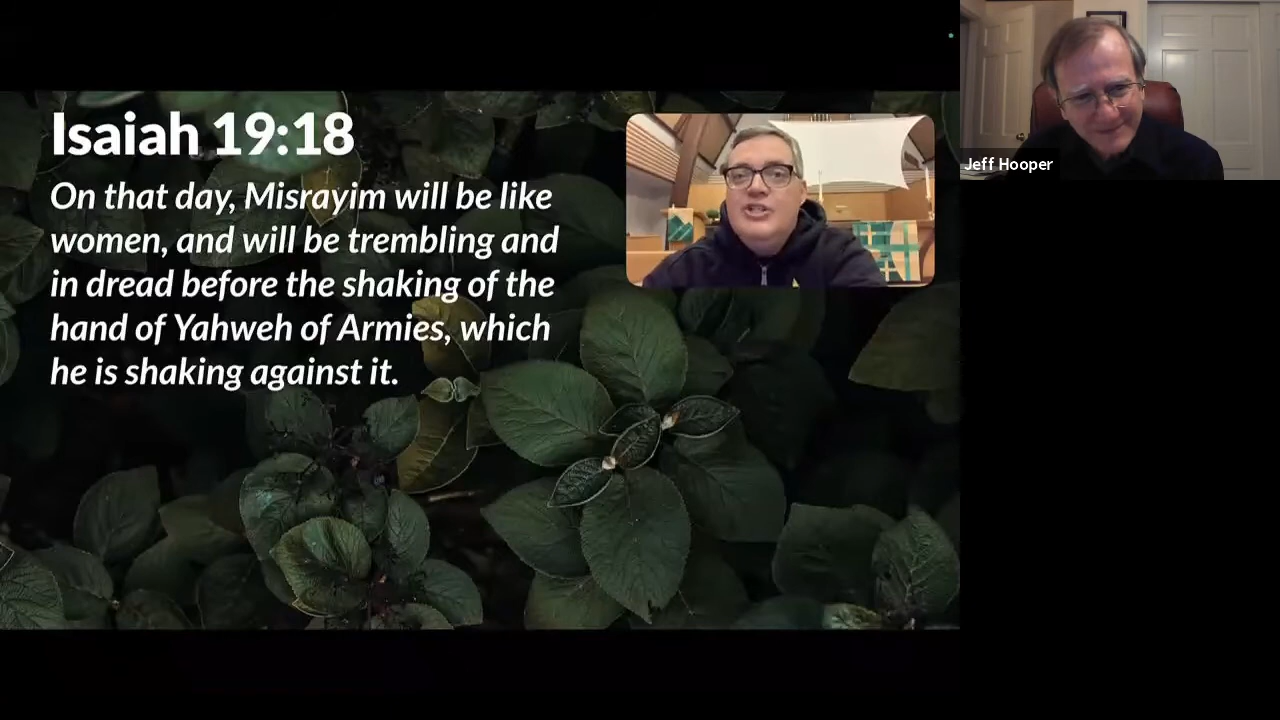 Isaiah 19:18
On that day, Misrayim will be like
women, and will be trembling and
in dread before the shaking of the
hand of Yahweh of Armies, which
he is shaking against it.
Jeff Hooper